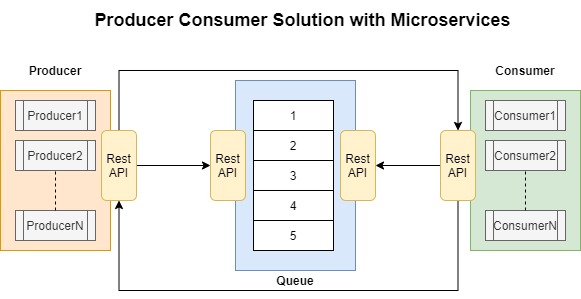 Producer Consumer Solution with Microservices
Producer
Consumer
Producer1
Producer2
ProducerN
Rest
API
Rest
API
1
2
3
4
5
Rest
API
Rest
API
Consumer1
Consumer2
ConsumerN
Queue